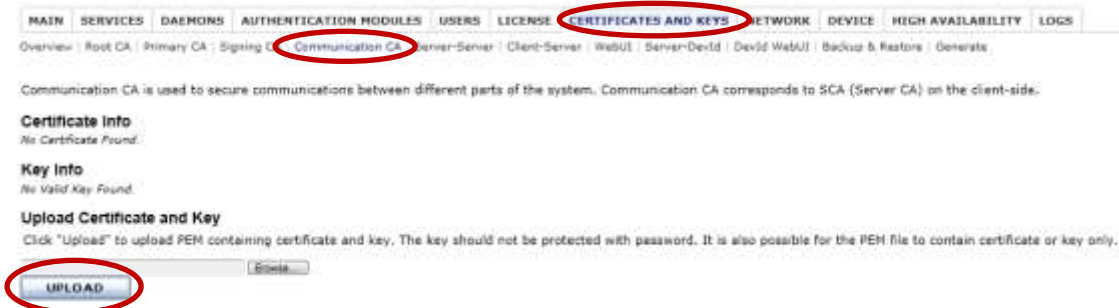 MAIN SERVICES DAEMONS AUTHENTICATION MODULES USERS LICENSE CERTIFICATES AND KEYS NETWORK DEVICE HIGH AVAILABILITY LOGS
Overview | Root CA | Primary CA | Signing CA | Communication CA | Server-Server | Client-Server | WebUI | Server-DevId | DevId WebUI | Backup & Restore | Generate
Communication CA is used to secure communications between different parts of the system. Communication CA corresponds to SCA (Server CA) on the client-side.
Certificate Info
No Certificate Found.
Key Info
No Valid Key Found.
Upload Certificate and Key
Click "Upload" to upload PEM containing certificate and key. The key should not be protected with password. It is also possible for the PEM file to contain certificate or key only.
Browse...
UPLOAD